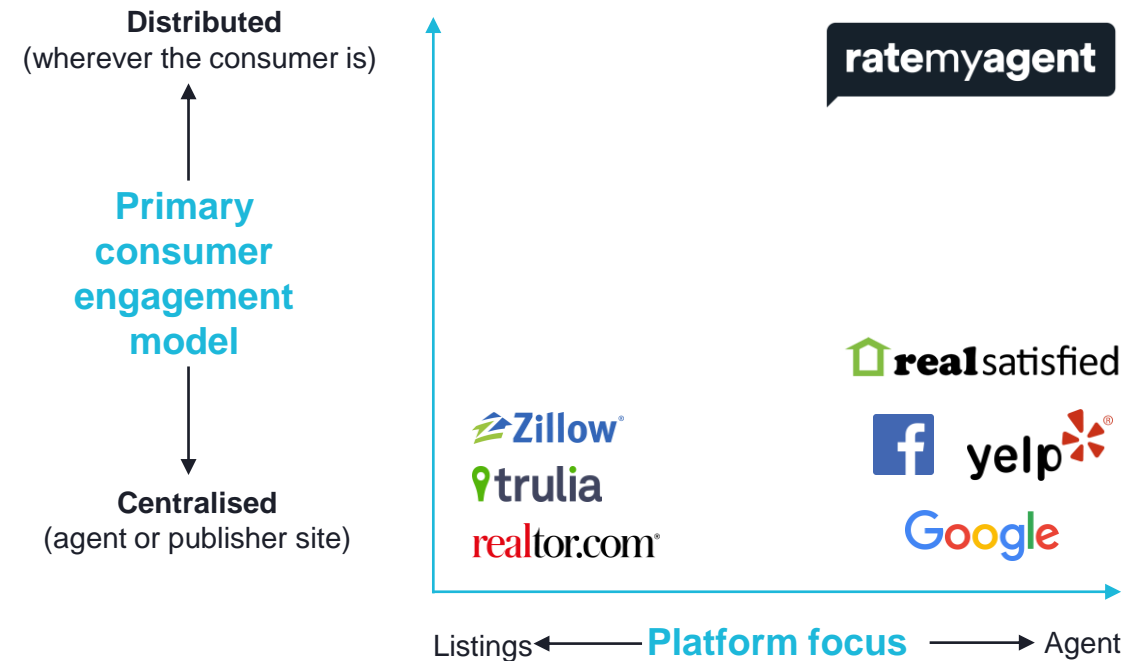 Distributed
(wherever the consumer is)
Primary
consumer
engagement
model
Centralised
(agent or publisher site)
ratemyagent
realsatisfied
Zillow®
f
yelp®
trulia
realtor.com®
Google
Listings
Platform focus
Agent